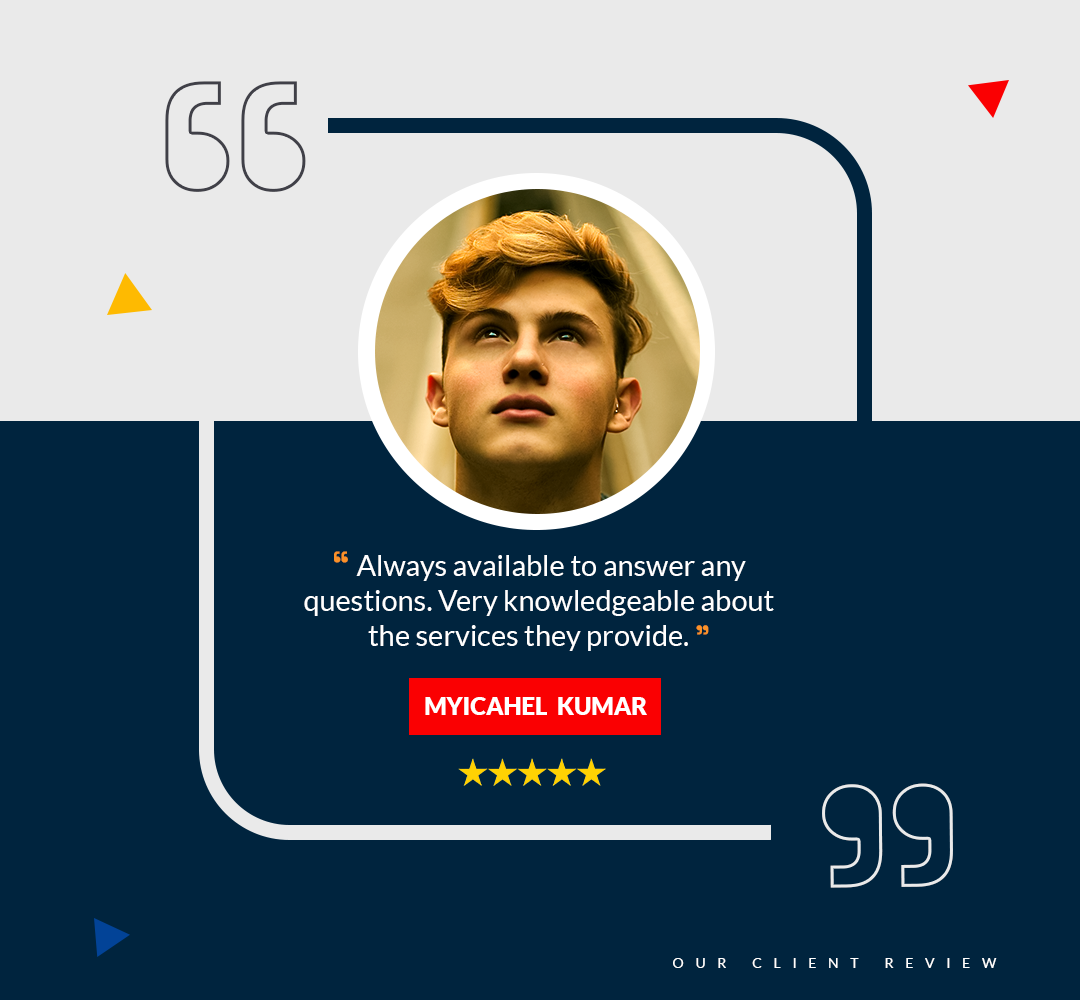 “ Always available to answer any
questions. Very knowledgeable about
the services they provide. ”
MYICAHEL KUMAR
OUR CLIENT REVIEW